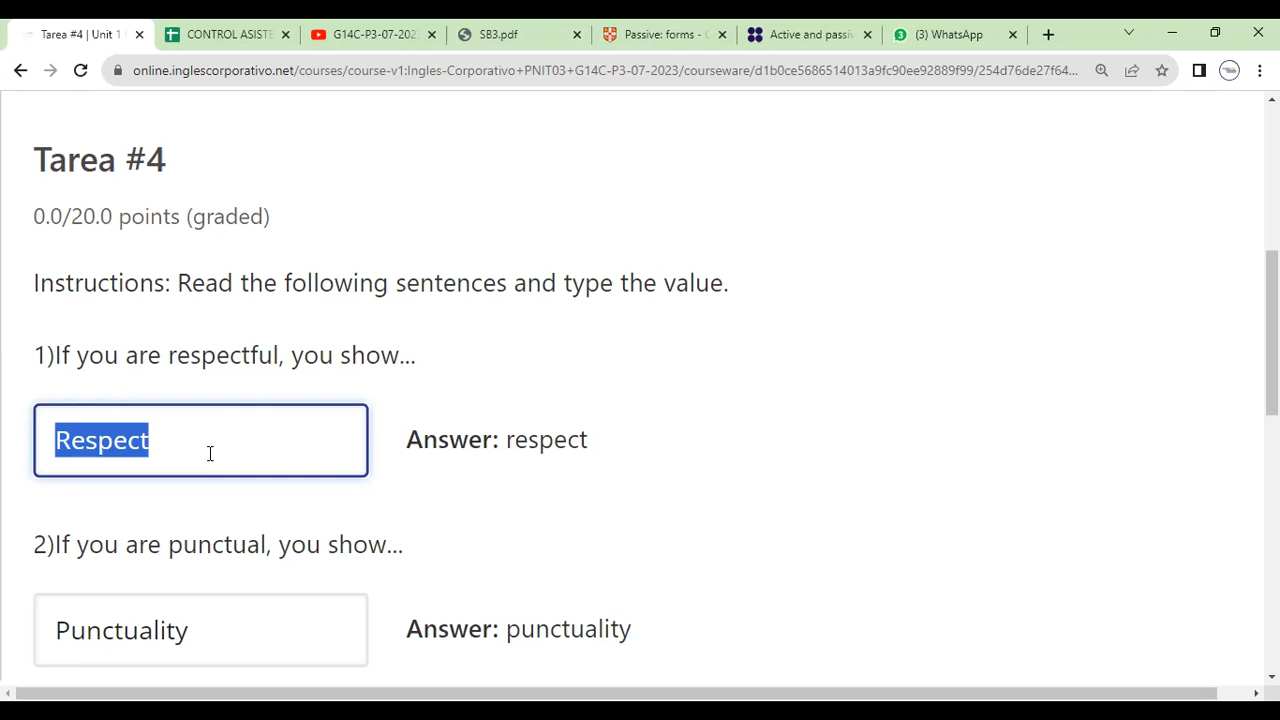 Tarea #4 | Unit 1
CONTROL ASISTE
G14C-P3-07-202
SB3.pdf
Passive: forms -
Active and passiv
(3) WhatsApp
online.inglescorporativo.net/courses/course-v1:Ingles-Corporativo+PNIT03+G14C-P3-07-2023/courseware/d1b0ce5686514013a9fc90ee92889f99/254d76de27f64...
Tarea #4
0.0/20.0 points (graded)
Instructions: Read the following sentences and type the value.
1)If you are respectful, you show...
Respect
Answer: respect
2)If you are punctual, you show...
Punctuality
Answer: punctuality